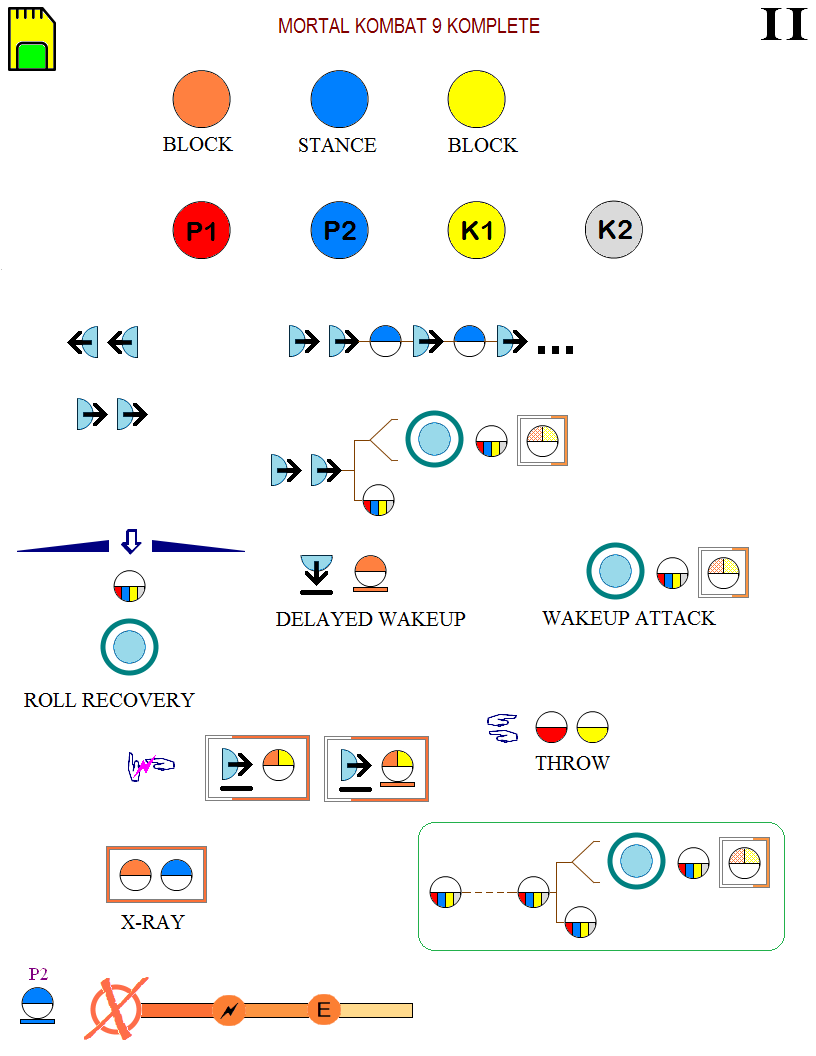 MORTAL KOMBAT 9 KOMPLETE
II
BLOCK STANCE BLOCK
P1 P2 K1 K2
...
DELAYED WAKEUP
WAKEUP ATTACK
ROLL RECOVERY
THROW
X-RAY
P2
E